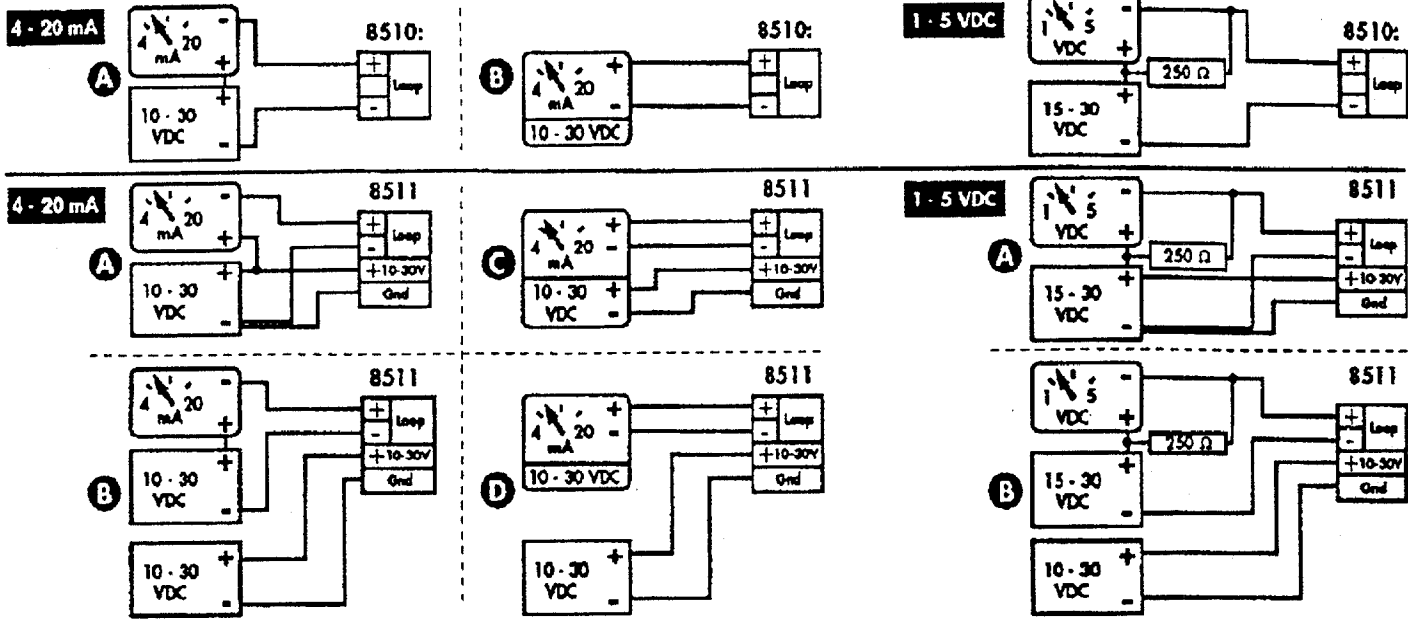 4 - 20 mA
A
4 20
mA
-
+
10 - 30
VDC
+
-
8510:
+
-
Loop
B
4 20
mA
+
-
10 - 30 VDC
8510:
+
-
Loop
1 - 5 VDC
1 5
VDC
-
+
250 Ω
15 - 30
VDC
+
-
8510:
+
-
Loop
4 - 20 mA
A
4 20
mA
-
+
10 - 30
VDC
+
-
8511
+
-
Loop
+10-30V
Gnd
C
4 20
mA
+
-
10 - 30
VDC
+
-
8511
+
-
Loop
+10-30V
Gnd
1 - 5 VDC
A
1 5
VDC
-
+
250 Ω
15 - 30
VDC
+
-
8511
+
-
Loop
+10-30V
Gnd
B
4 20
mA
-
+
10 - 30
VDC
+
-
10 - 30
VDC
+
-
8511
+
-
Loop
+10-30V
Gnd
D
4 20
mA
+
-
10 - 30 VDC
10 - 30
VDC
+
-
8511
+
-
Loop
+10-30V
Gnd
B
1 5
VDC
-
+
250 Ω
15 - 30
VDC
+
-
10 - 30
VDC
+
-
8511
+
-
Loop
+10-30V
Gnd